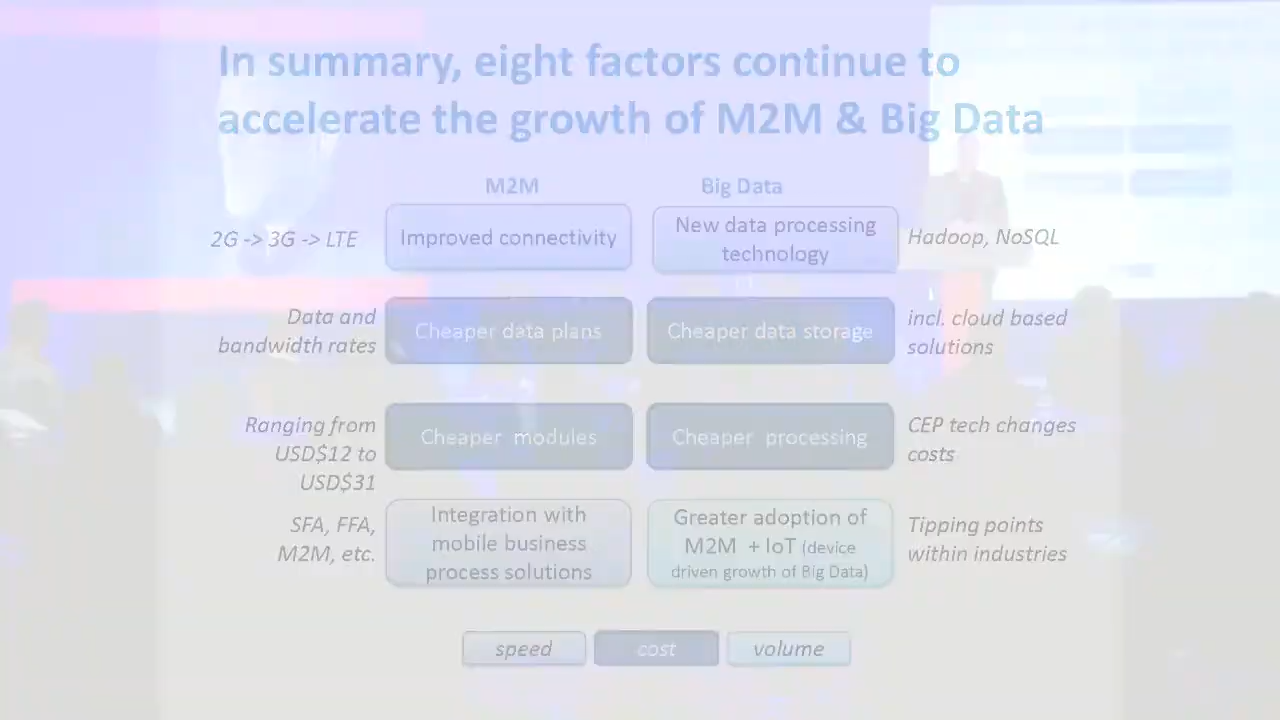 In summary, eight factors continue to
accelerate the growth of M2M & Big Data
M2M
Big Data
2G -> 3G -> LTE
Improved connectivity
New data processing
technology
Hadoop, NoSQL
Data and
bandwidth rates
Cheaper data plans
Cheaper data storage
incl. cloud based
solutions
Ranging from
USD$12 to
USD$31
Cheaper modules
Cheaper processing
CEP tech changes
costs
SFA, FFA,
M2M, etc.
Integration with
mobile business
process solutions
Greater adoption of
M2M + IoT (device
driven growth of Big Data)
Tipping points
within industries
speed
cost
volume